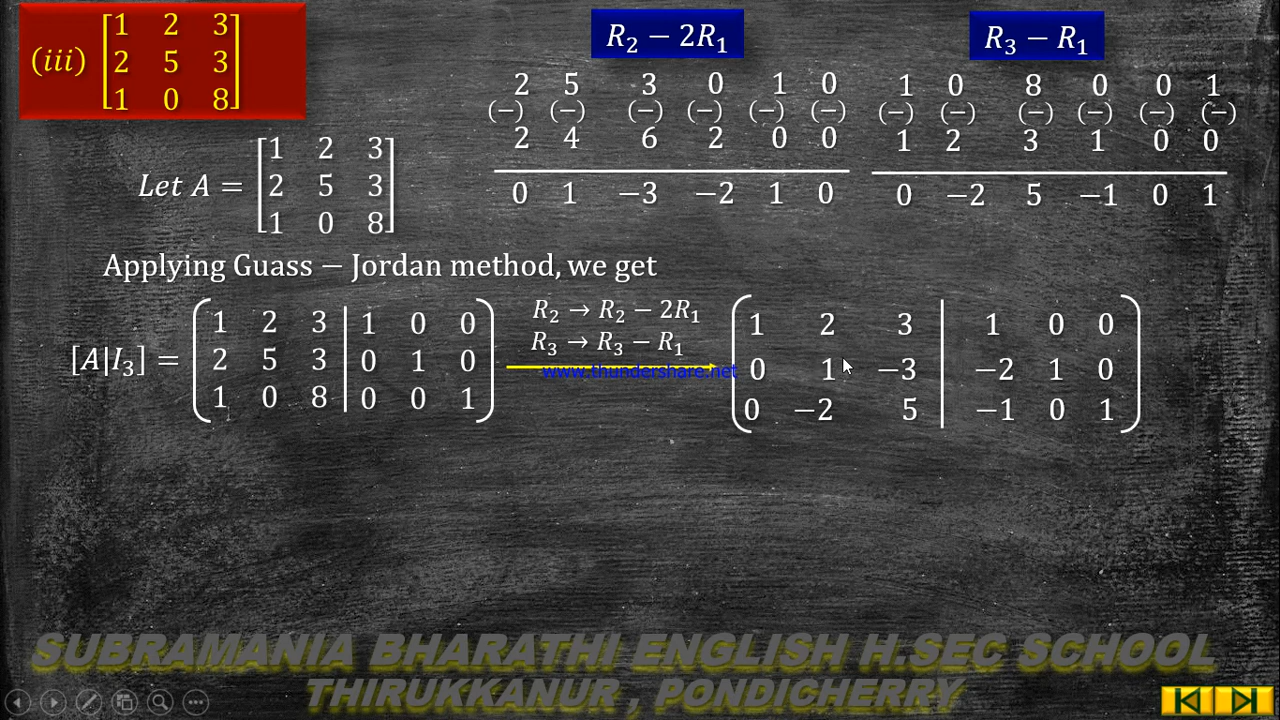 (iii) [1 2 3
2 5 3
1 0 8]
Let A = [1 2 3
2 5 3
1 0 8]
R₂ − 2R₁
2 5 3 0 1 0
(−) (−) (−) (−) (−) (−)
2 4 6 2 0 0
0 1 −3 −2 1 0
R₃ − R₁
1 0 8 0 0 1
(−) (−) (−) (−) (−) (−)
1 2 3 1 0 0
0 −2 5 −1 0 1
Applying Guass − Jordan method, we get
[A|I₃] = (1 2 3 | 1 0 0
2 5 3 | 0 1 0
1 0 8 | 0 0 1)
R₂ → R₂ − 2R₁
R₃ → R₃ − R₁
www.thundershare.net
(1 2 3 | 1 0 0
0 1 −3 | −2 1 0
0 −2 5 | −1 0 1)
SUBRAMANIA BHARATHI ENGLISH H.SEC SCHOOL
THIRUKKANUR , PONDICHERRY